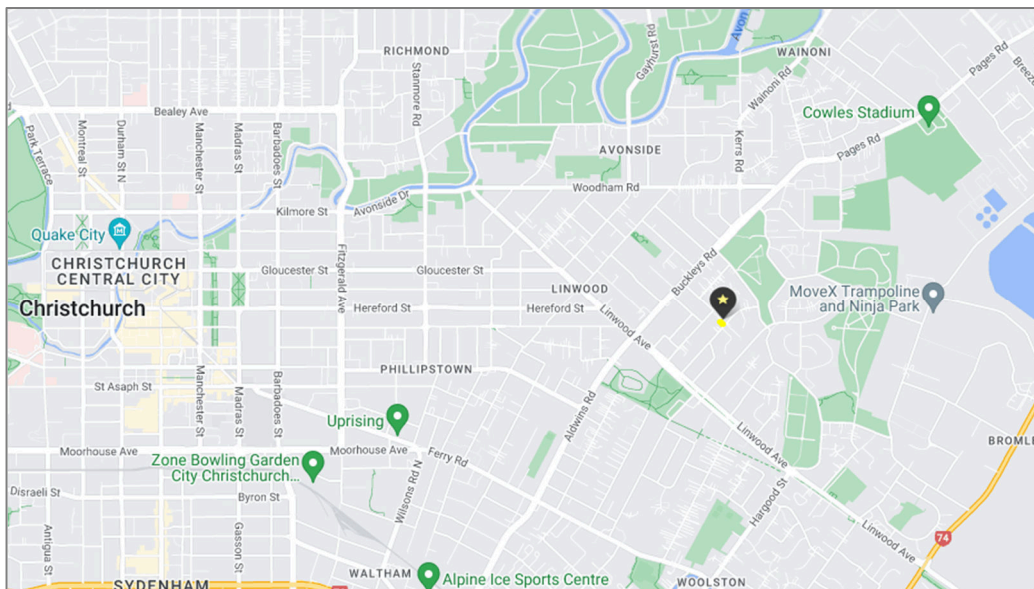 RICHMOND
Stanmore Rd
Gayhurst Rd
Avon
WAINONI
Wainoni Rd
Pages Rd
Cowles Stadium
Bealey Ave
Park Terrace
Montreal St
Durham St N
Manchester St
Madras St
Barbadoes St
AVONSIDE
Kerrs Rd
Pages Rd
Woodham Rd
Avonside Dr
Kilmore St
Quake City
CHRISTCHURCH
CENTRAL CITY
Christchurch
Fitzgerald Ave
Gloucester St
Gloucester St
Buckleys Rd
LINWOOD
MoveX Trampoline
and Ninja Park
Hereford St
Hereford St
Linwood Ave
PHILLIPSTOWN
St Asaph St
Manchester St
Madras St
Barbadoes St
Aldwins Rd
Uprising
Moorhouse Ave
Moorhouse Ave
Ferry Rd
Linwood Ave
Zone Bowling Garden
City Christchurch...
Wilsons Rd N
Disraeli St
Byron St
Hargood St
Antigua St
Gasson St
Linwood Ave
74
WALTHAM
Alpine Ice Sports Centre
WOOLSTON
SYDENHAM